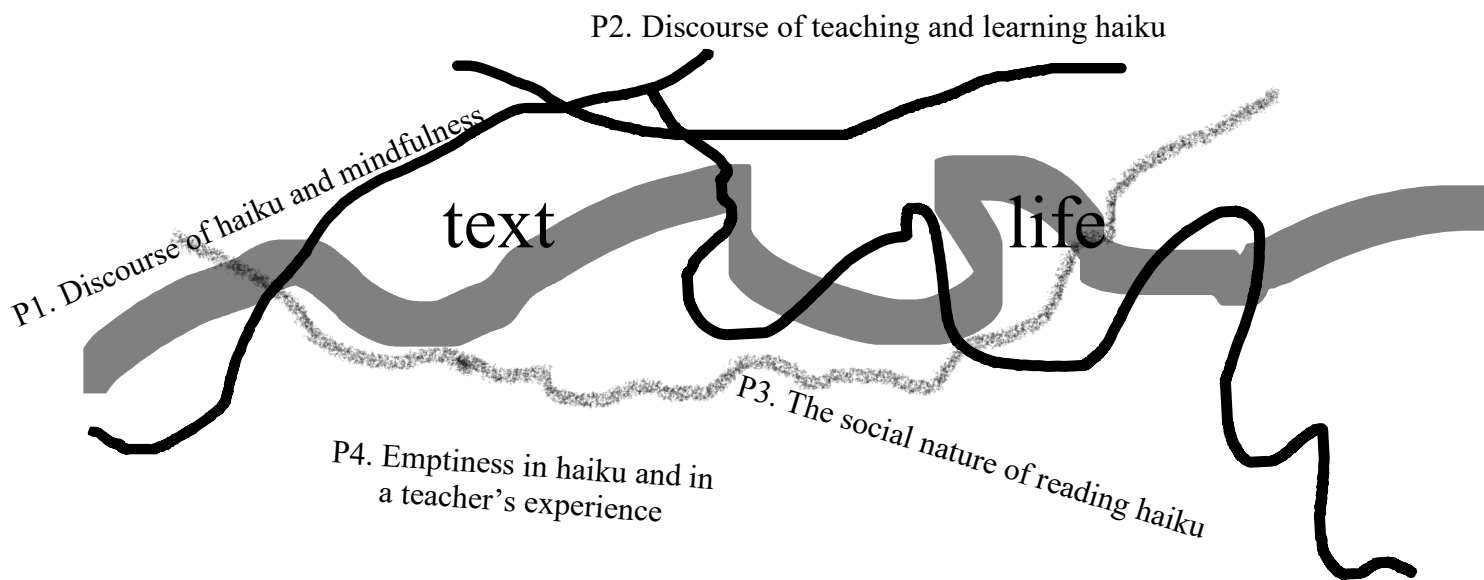 P2. Discourse of teaching and learning haiku
P1. Discourse of haiku and mindfulness
text
life
P3. The social nature of reading haiku
P4. Emptiness in haiku and in
a teacher’s experience